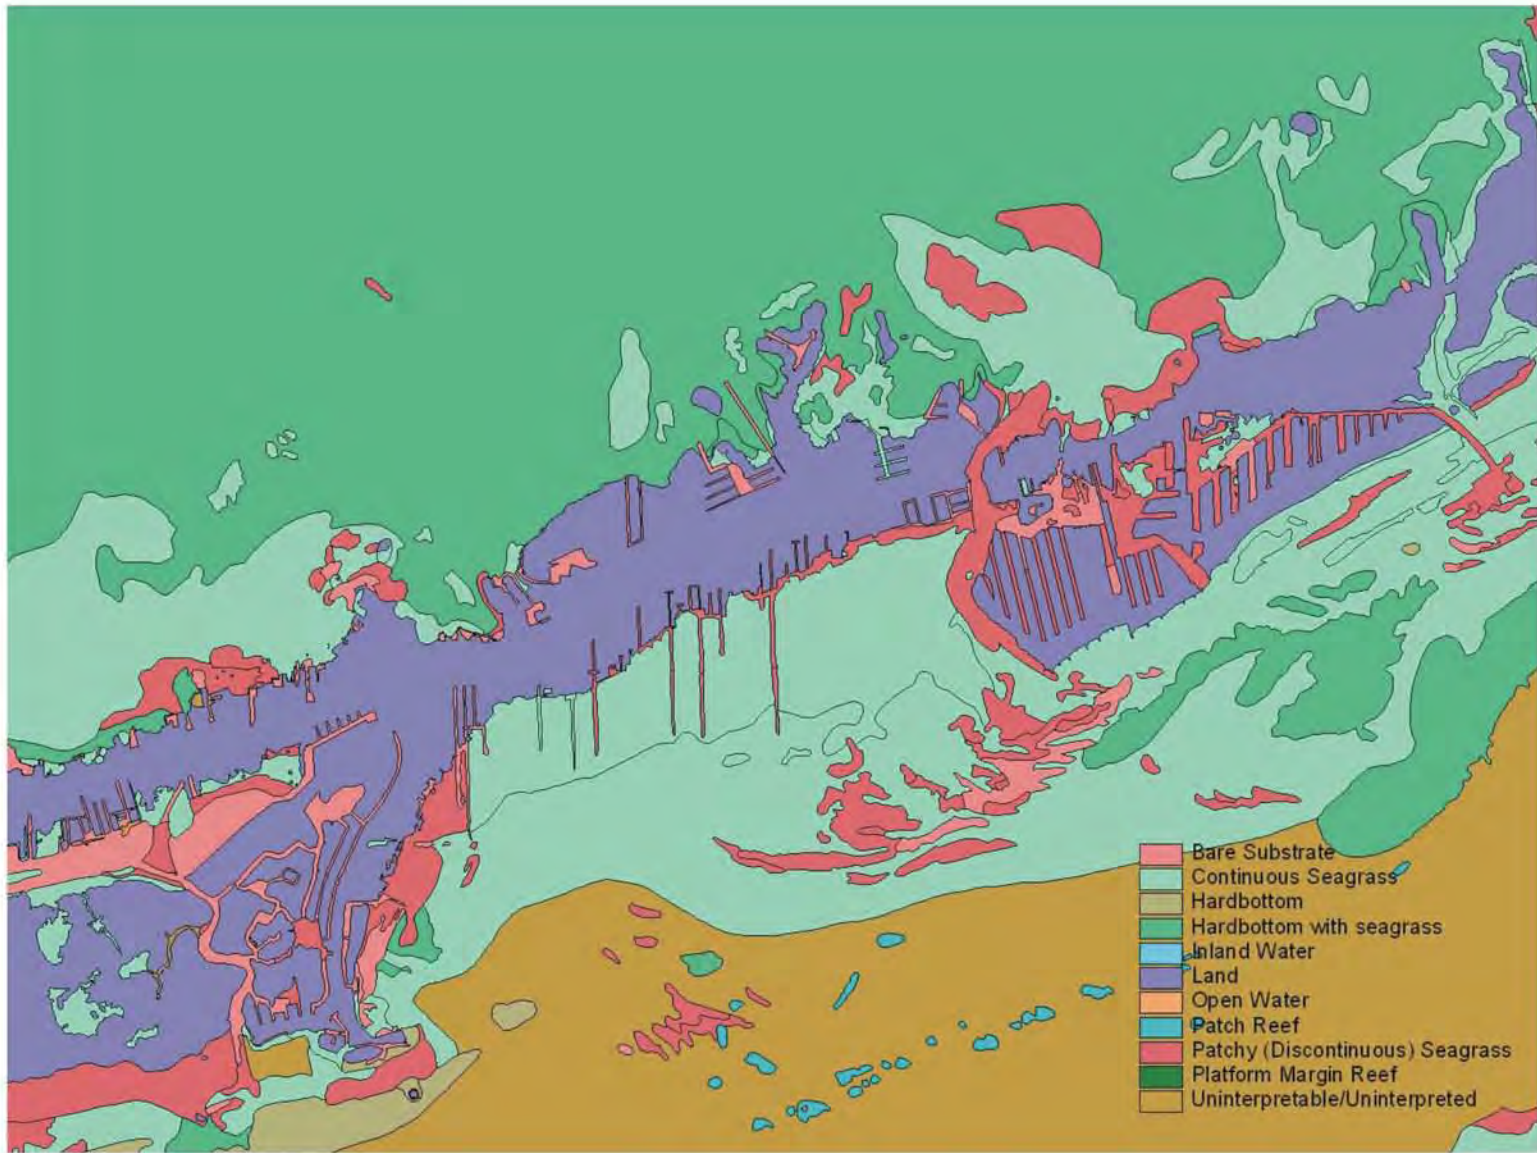 Bare Substrate
Continuous Seagrass
Hardbottom
Hardbottom with seagrass
Inland Water
Land
Open Water
Patch Reef
Patchy (Discontinuous) Seagrass
Platform Margin Reef
Uninterpretable/Uninterpreted